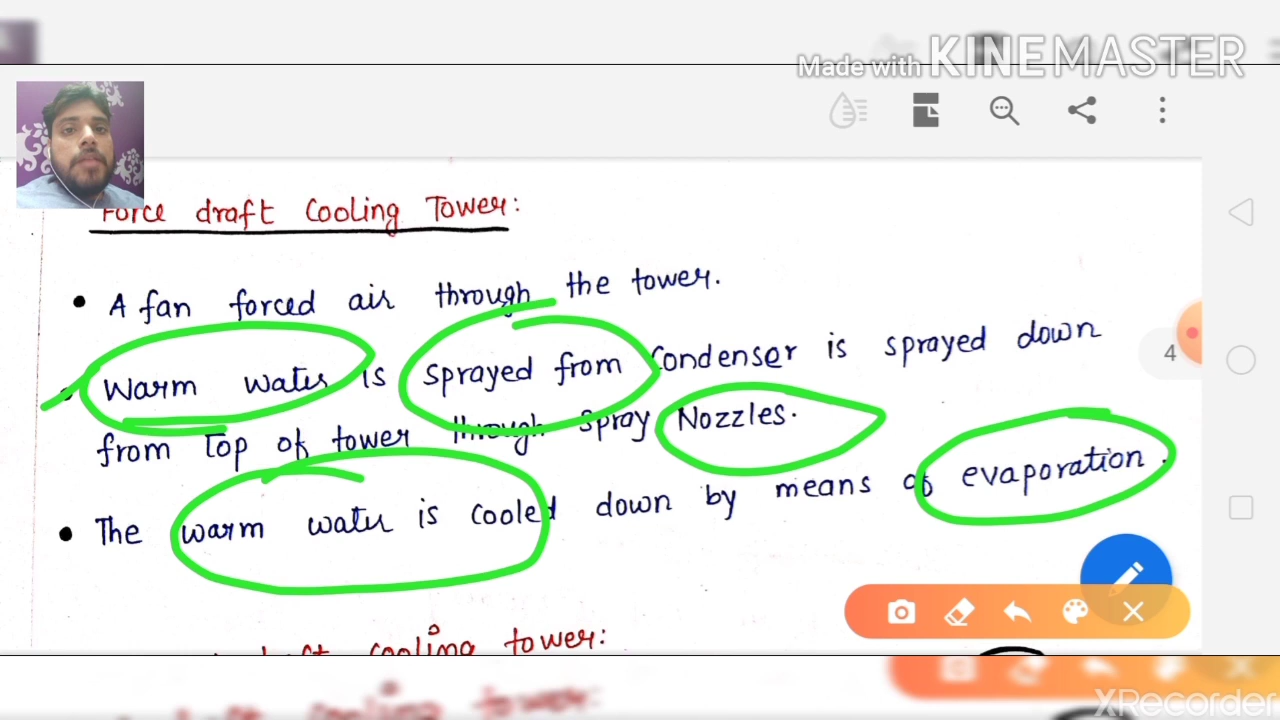 Made with KINEMASTER
Force draft Cooling Tower:
• A fan forced air through the tower.
4
• Warm water is sprayed from Condenser is sprayed down
from Top of tower through spray Nozzles.
• The warm water is cooled down by means of evaporation.
draft cooling tower:
XRecorder